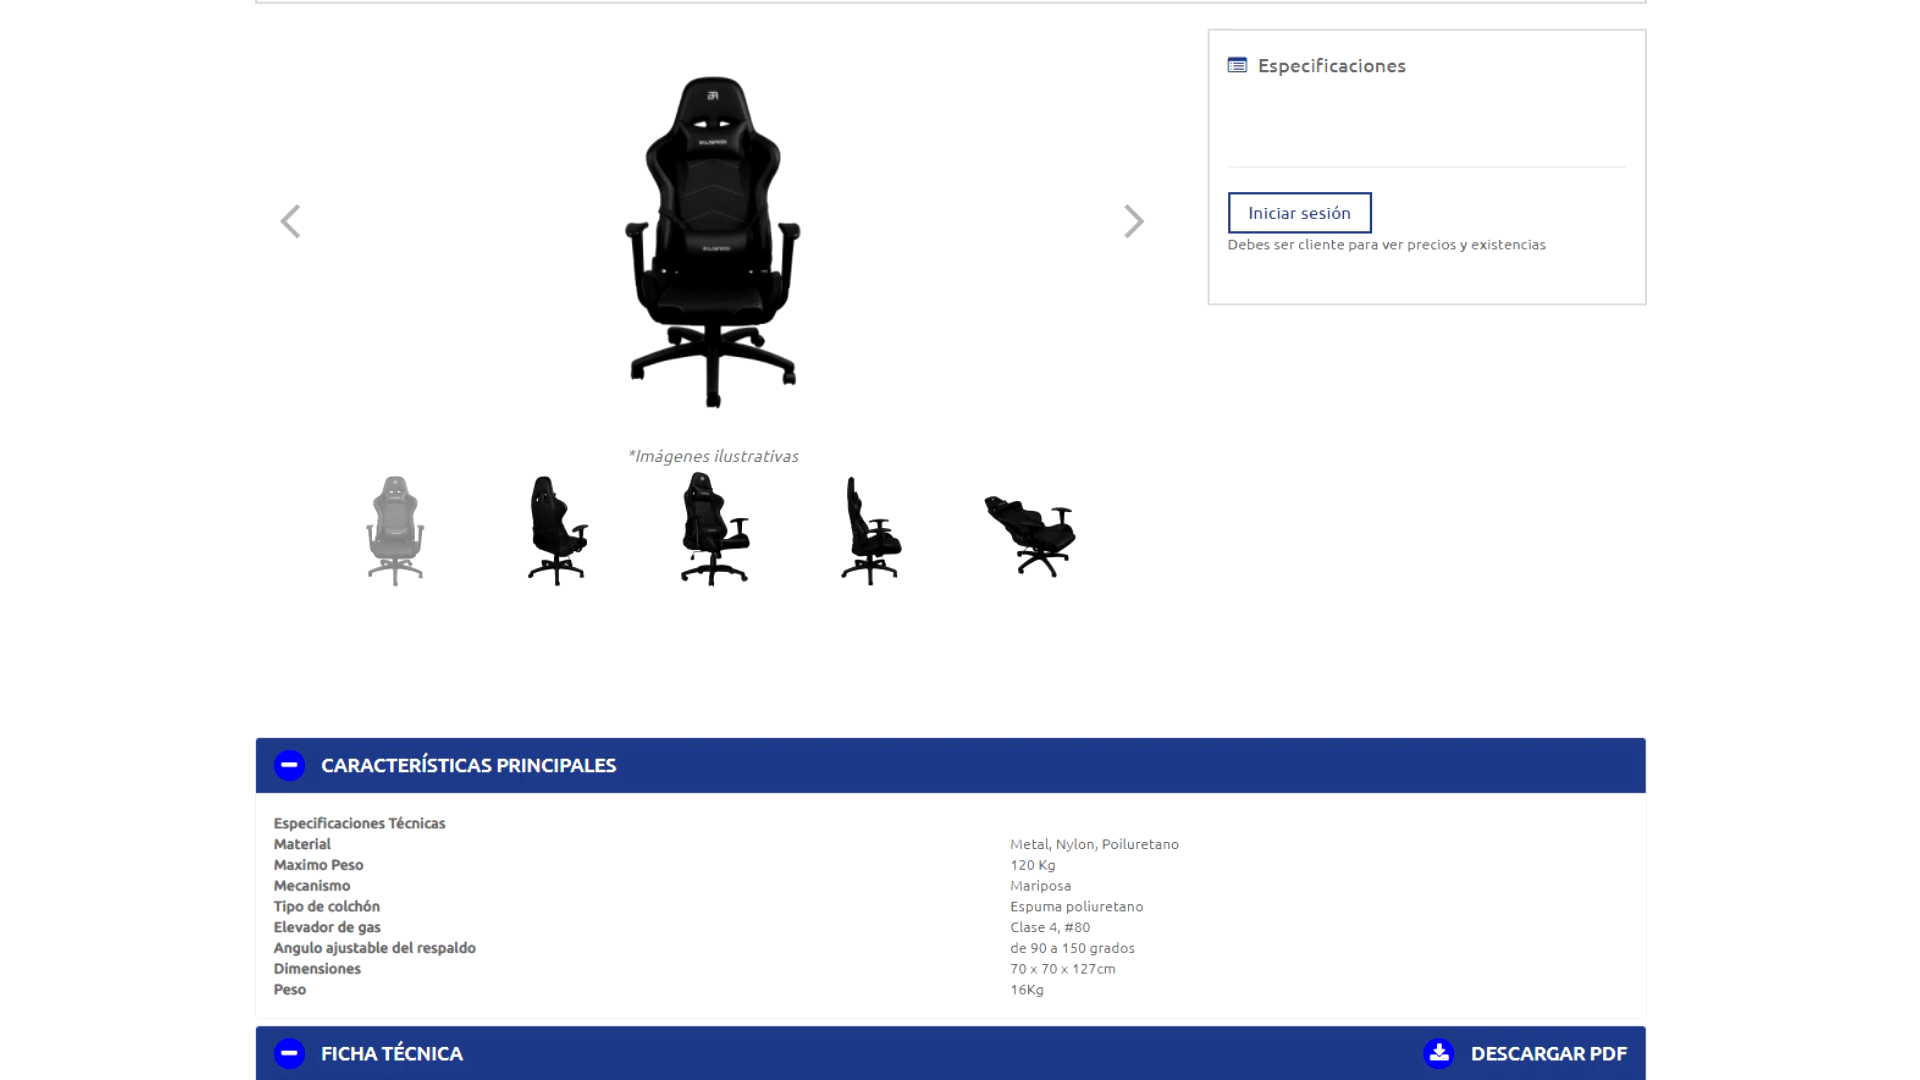 Especificaciones
Iniciar sesión
Debes ser cliente para ver precios y existencias
*Imágenes ilustrativas
CARACTERÍSTICAS PRINCIPALES
Especificaciones Técnicas
Material Metal, Nylon, Poiluretano
Maximo Peso 120 Kg
Mecanismo Mariposa
Tipo de colchón Espuma poliuretano
Elevador de gas Clase 4, #80
Angulo ajustable del respaldo de 90 a 150 grados
Dimensiones 70 x 70 x 127cm
Peso 16Kg
FICHA TÉCNICA DESCARGAR PDF